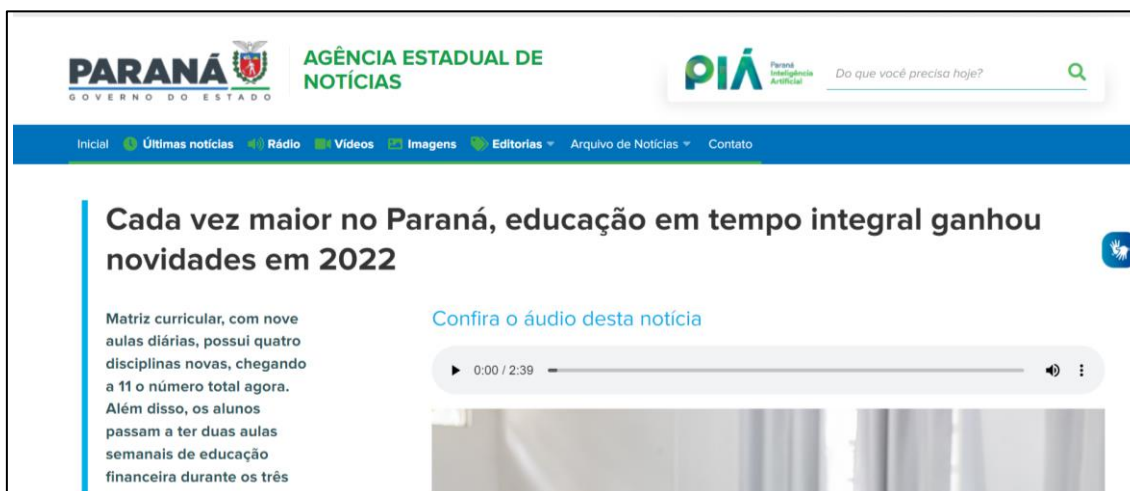 PARANÁ
GOVERNO DO ESTADO
AGÊNCIA ESTADUAL DE
NOTÍCIAS
PIÁ
Paraná
Inteligência
Artificial
Do que você precisa hoje?
Inicial Últimas notícias Rádio Vídeos Imagens Editorias Arquivo de Notícias Contato
Cada vez maior no Paraná, educação em tempo integral ganhou
novidades em 2022
Matriz curricular, com nove
aulas diárias, possui quatro
disciplinas novas, chegando
a 11 o número total agora.
Além disso, os alunos
passam a ter duas aulas
semanais de educação
financeira durante os três
Confira o áudio desta notícia
0:00 / 2:39